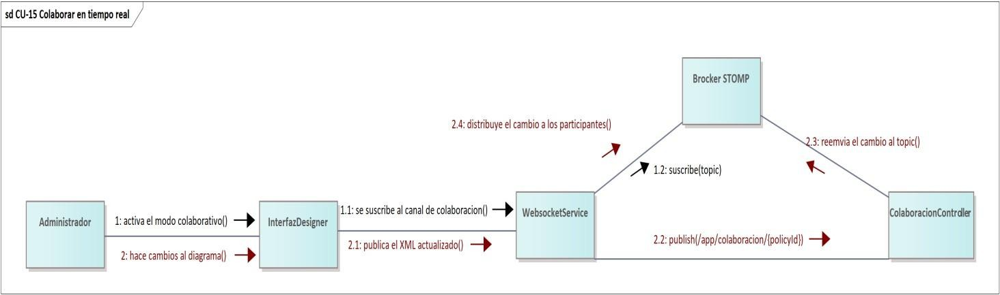 sd CU-15 Colaborar en tiempo real
Brocker STOMP
2.4: distribuye el cambio a los participantes()
2.3: reemvia el cambio al topic()
1.2: suscribe(topic)
Administrador
1: activa el modo colaborativo()
InterfazDesigner
1.1: se suscribe al canal de colaboracion()
WebsocketService
ColaboracionController
2: hace cambios al diagrama()
2.1: publica el XML actualizado()
2.2: publish(/app/colaboracion/{policyId})